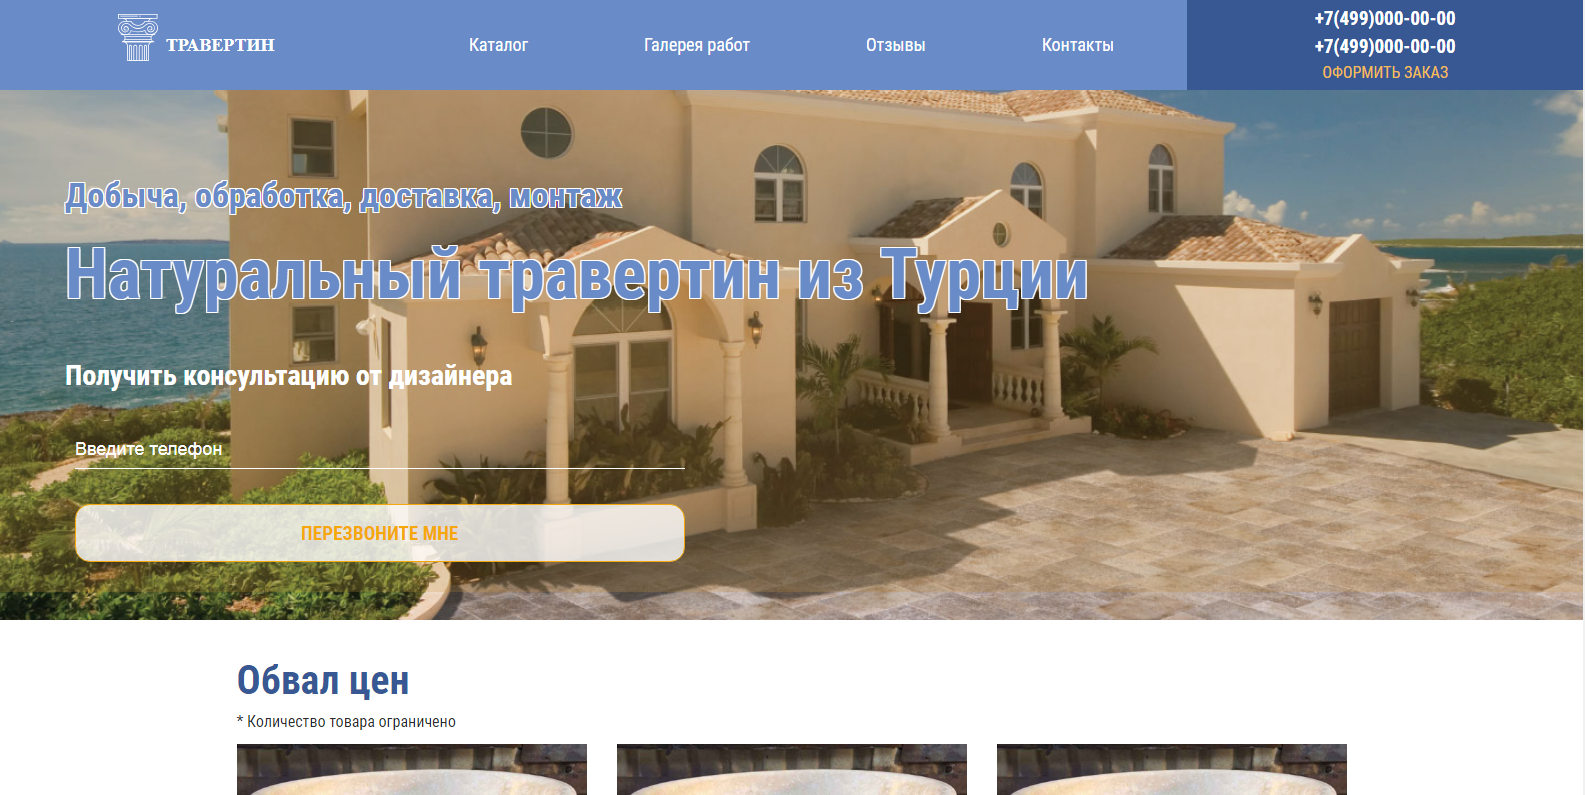 ТРАВЕРТИН
Каталог
Галерея работ
Отзывы
Контакты
+7(499)000-00-00
+7(499)000-00-00
ОФОРМИТЬ ЗАКАЗ
Добыча, обработка, доставка, монтаж
Натуральный травертин из Турции
Получить консультацию от дизайнера
Введите телефон
ПЕРЕЗВОНИТЕ МНЕ
Обвал цен
* Количество товара ограничено